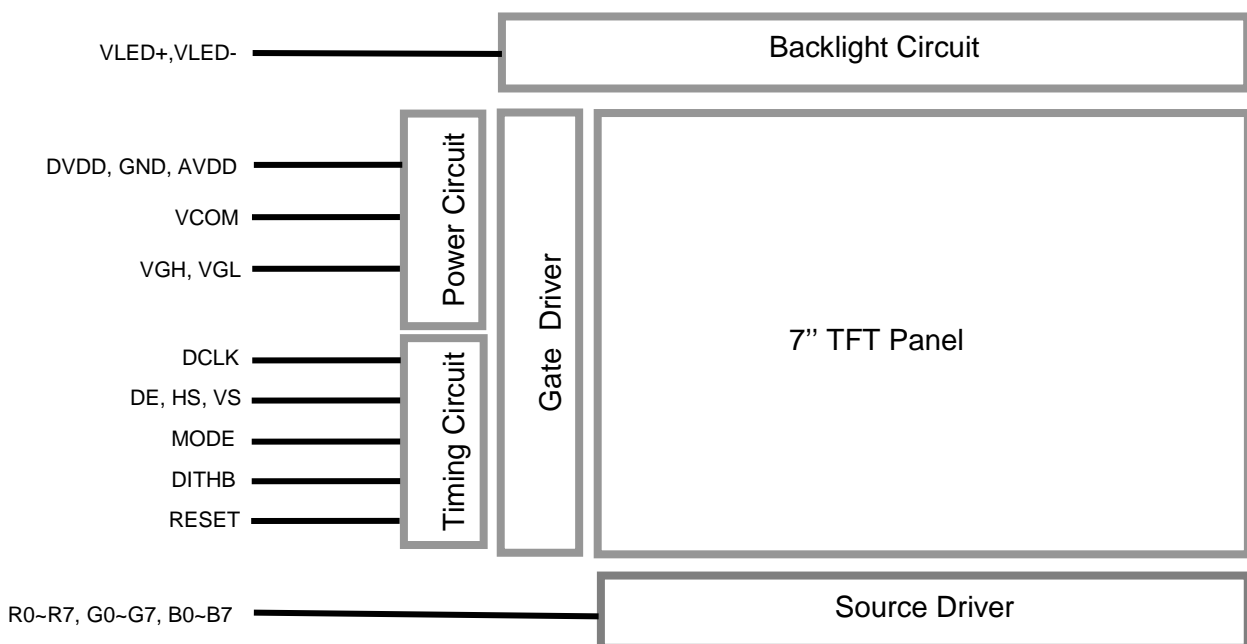 VLED+,VLED-
Backlight Circuit
DVDD, GND, AVDD
VCOM
VGH, VGL
Power Circuit
DCLK
DE, HS, VS
MODE
DITHB
RESET
Timing Circuit
Gate Driver
7’’ TFT Panel
R0~R7, G0~G7, B0~B7
Source Driver